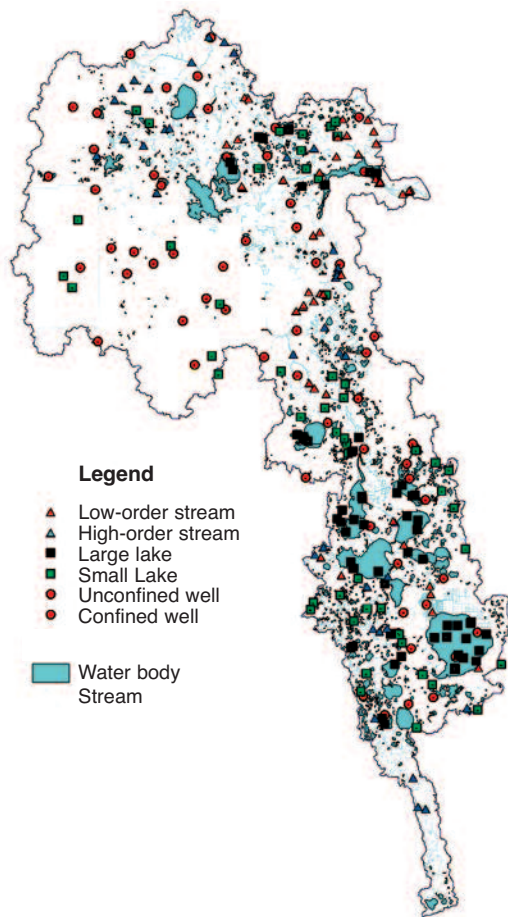 Legend
Low-order stream
High-order stream
Large lake
Small Lake
Unconfined well
Confined well
Water body
Stream